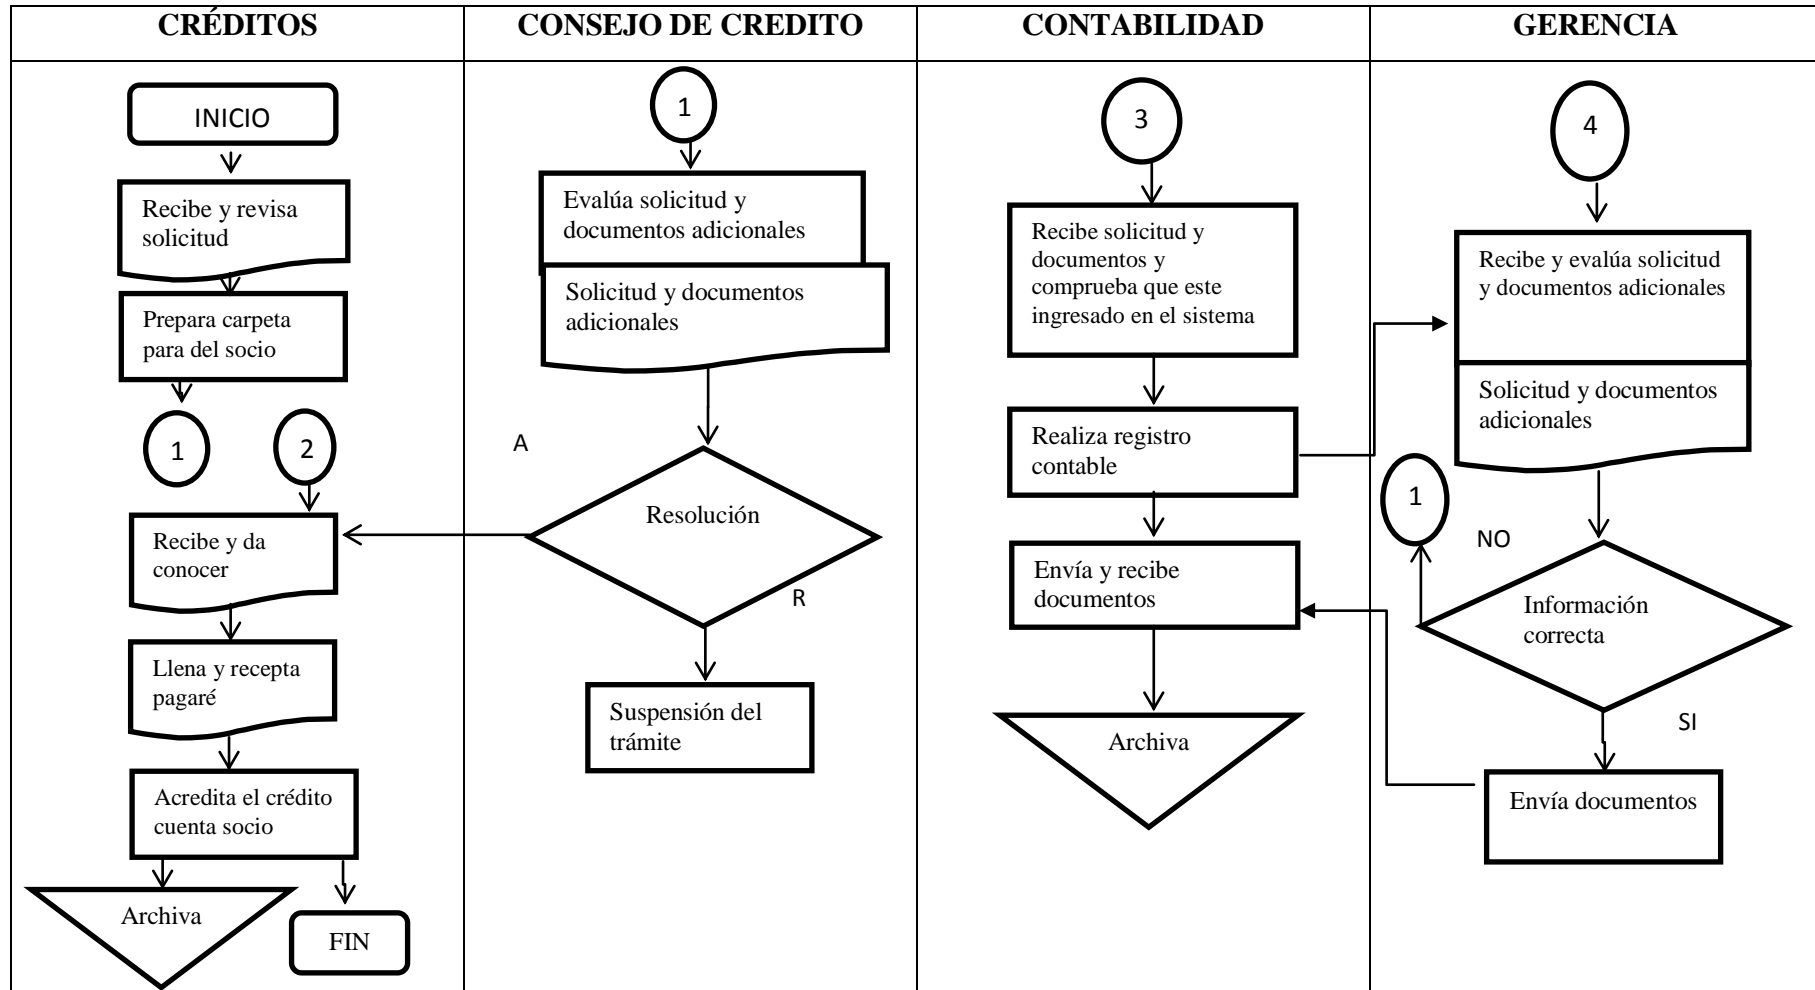 CRÉDITOS
CONSEJO DE CREDITO
CONTABILIDAD
GERENCIA
INICIO
Recibe y revisa
solicitud
Prepara carpeta
para del socio
1
2
Recibe y da
conocer
Llena y recepta
pagaré
Acredita el crédito
cuenta socio
Archiva
FIN
1
Evalúa solicitud y
documentos adicionales
Solicitud y documentos
adicionales
A
Resolución
R
Suspensión del
trámite
3
Recibe solicitud y
documentos y
comprueba que este
ingresado en el sistema
Realiza registro
contable
Envía y recibe
documentos
Archiva
4
Recibe y evalúa solicitud
y documentos adicionales
Solicitud y documentos
adicionales
1
NO
Información
correcta
SI
Envía documentos